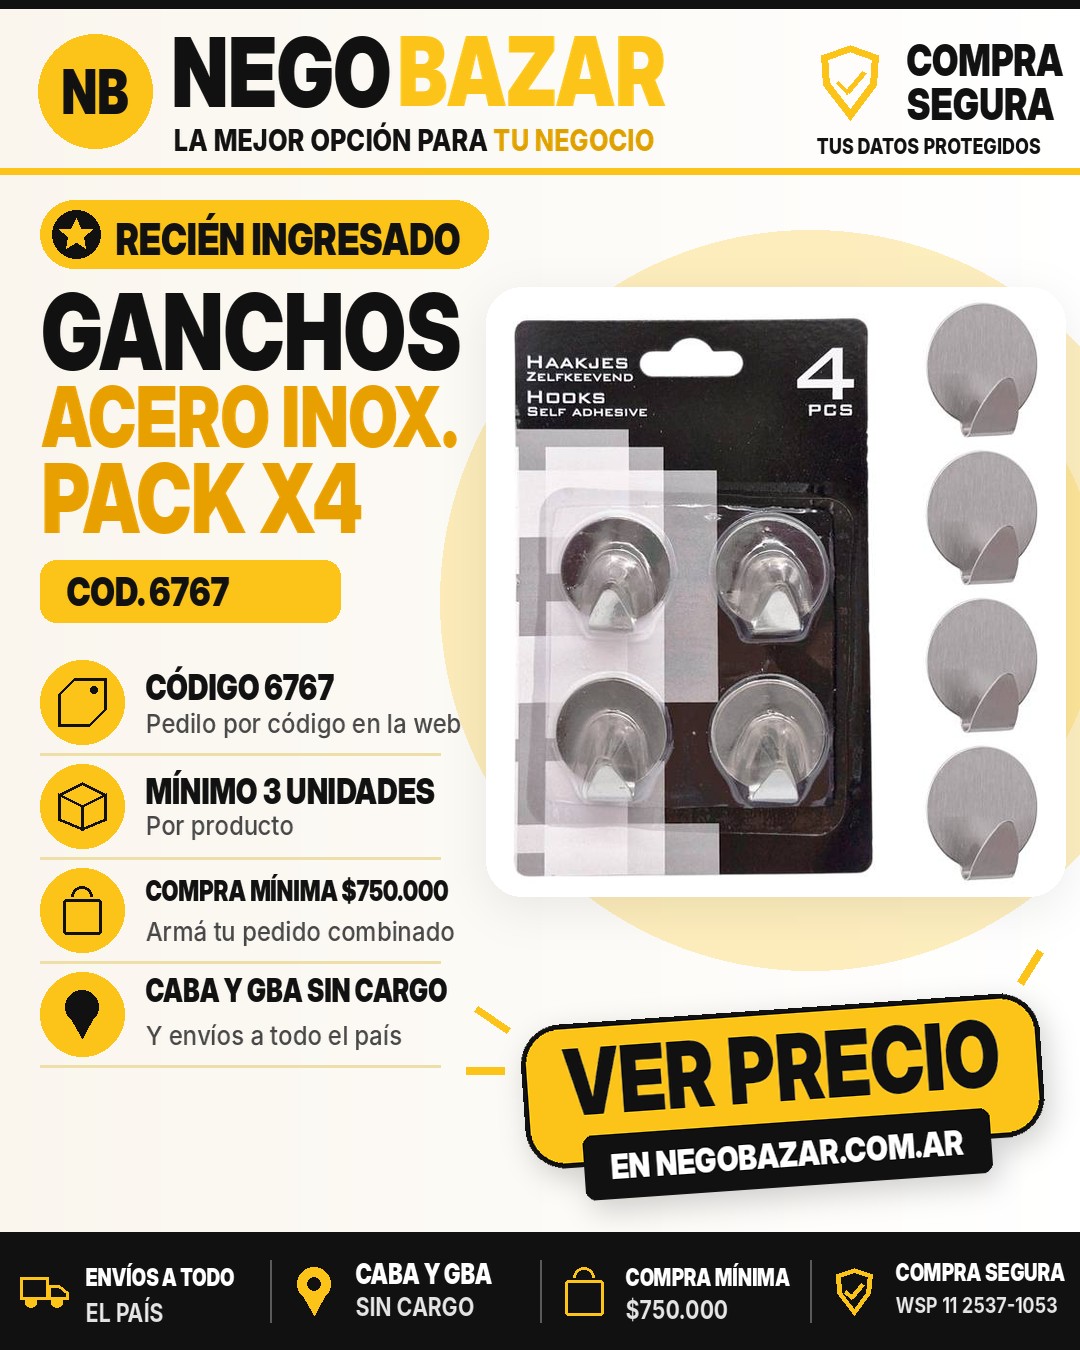 NB
NEGOBAZAR
LA MEJOR OPCIÓN PARA TU NEGOCIO
COMPRA
SEGURA
TUS DATOS PROTEGIDOS
RECIÉN INGRESADO
GANCHOS
ACERO INOX.
PACK X4
COD. 6767
CÓDIGO 6767
Pedilo por código en la web
MÍNIMO 3 UNIDADES
Por producto
COMPRA MÍNIMA $750.000
Armá tu pedido combinado
CABA Y GBA SIN CARGO
Y envíos a todo el país
HAAKJES
ZELFKEEVEND
HOOKS
SELF ADHESIVE
4
PCS
VER PRECIO
EN NEGOBAZAR.COM.AR
ENVÍOS A TODO
EL PAÍS
CABA Y GBA
SIN CARGO
COMPRA MÍNIMA
$750.000
COMPRA SEGURA
WSP 11 2537-1053